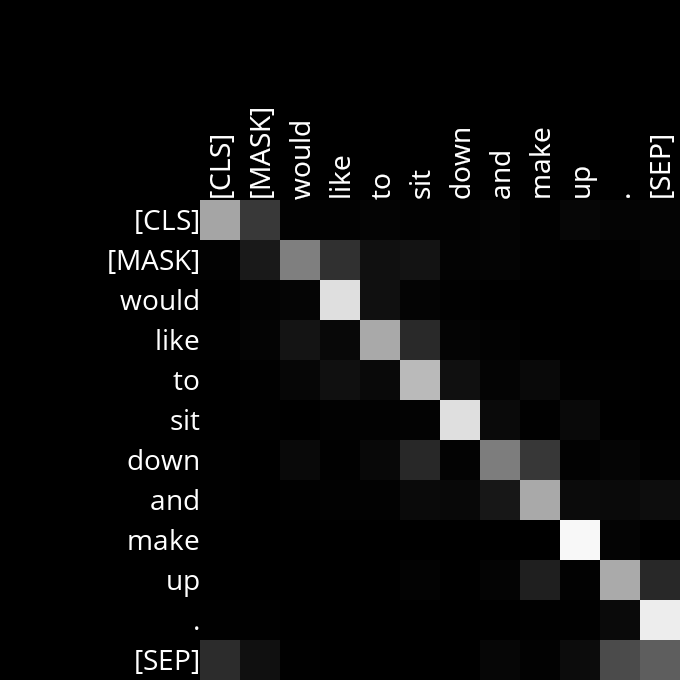 [CLS] [MASK] would like to sit down and make up . [SEP]
[CLS]
[MASK]
would
like
to
sit
down
and
make
up
.
[SEP]